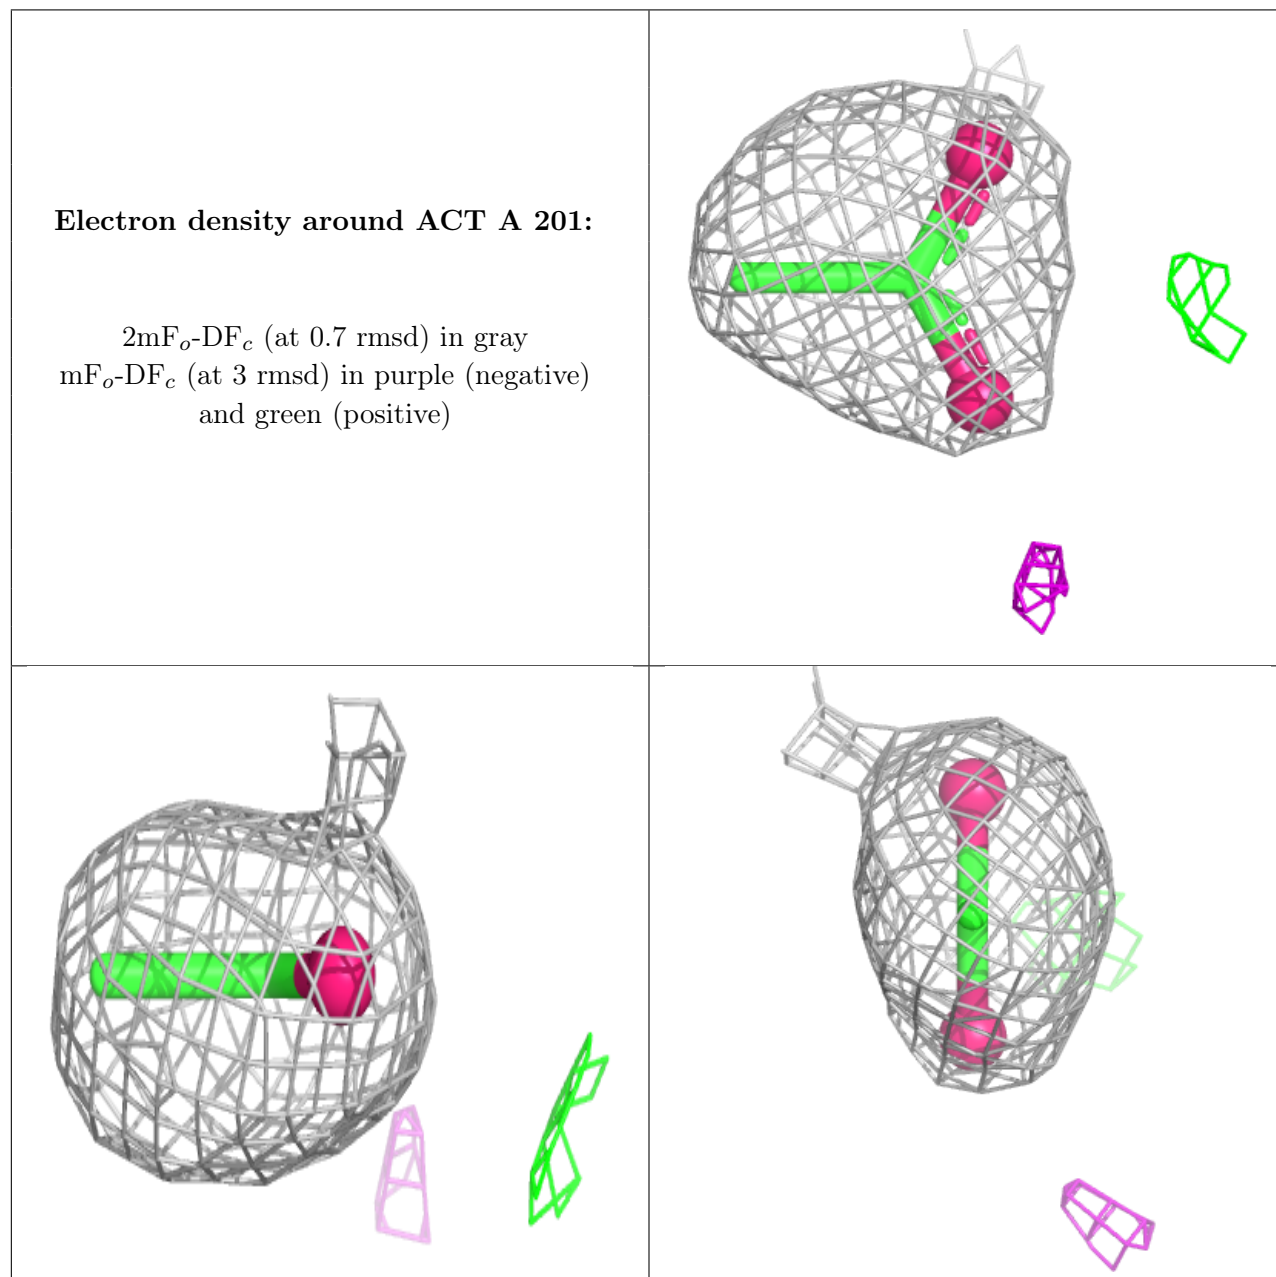 Electron density around ACT A 201:
2mFo-DFc (at 0.7 rmsd) in gray
mFo-DFc (at 3 rmsd) in purple (negative)
and green (positive)